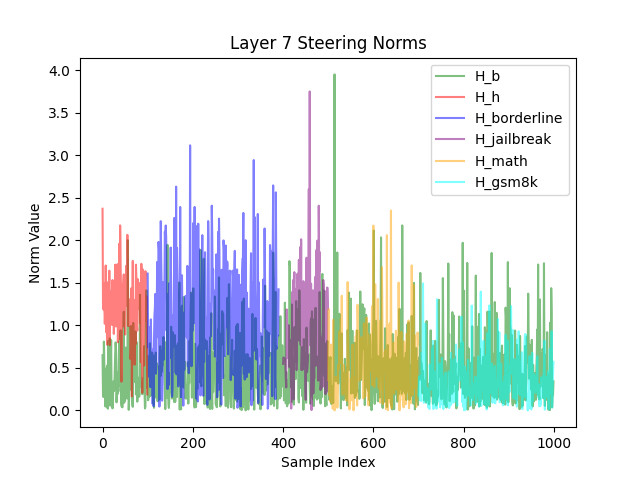 Layer 7 Steering Norms
Norm Value
4.0
3.5
3.0
2.5
2.0
1.5
1.0
0.5
0.0
H_b
H_h
H_borderline
H_jailbreak
H_math
H_gsm8k
0
200
400
600
800
1000
Sample Index